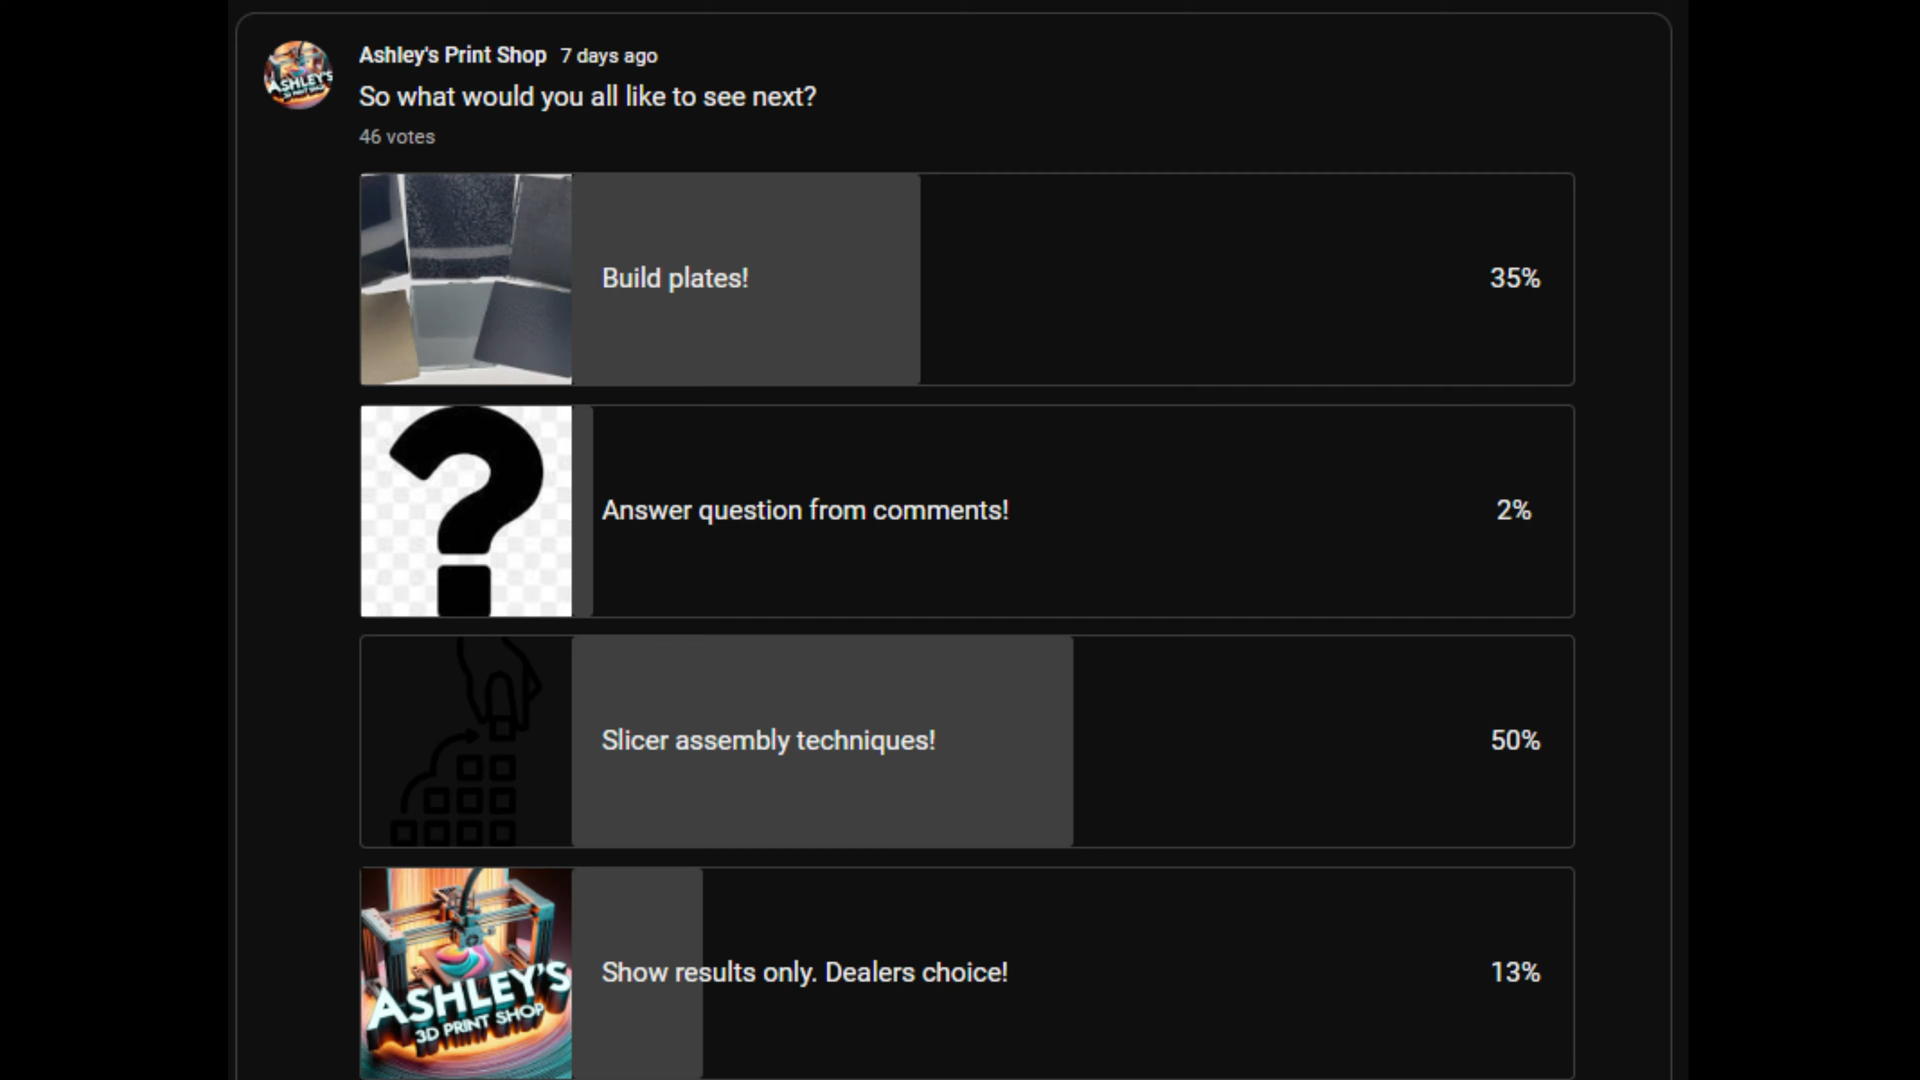 Ashley's Print Shop 7 days ago
So what would you all like to see next?
46 votes
Build plates! 35%
Answer question from comments! 2%
Slicer assembly techniques! 50%
Show results only. Dealers choice! 13%
ASHLEY'S
3D PRINT SHOP